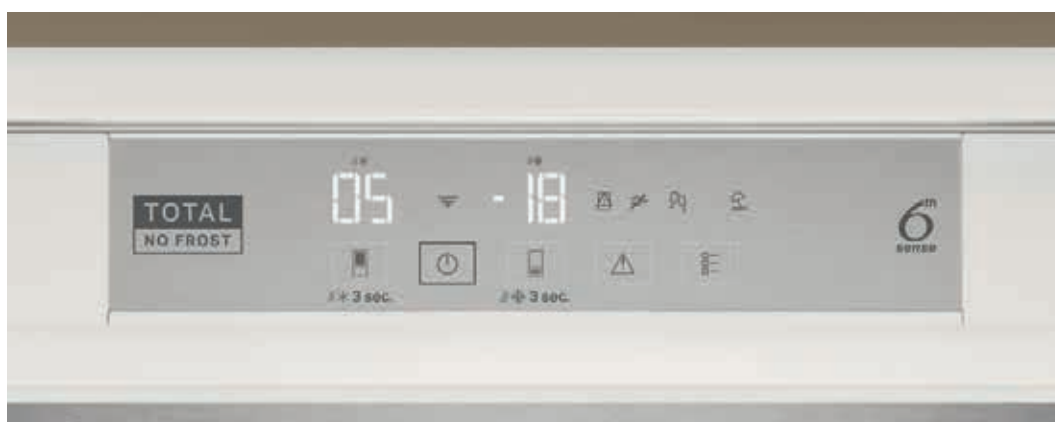 TOTAL
NO FROST
05
-18
3 sec.
3 sec.
6th
sense